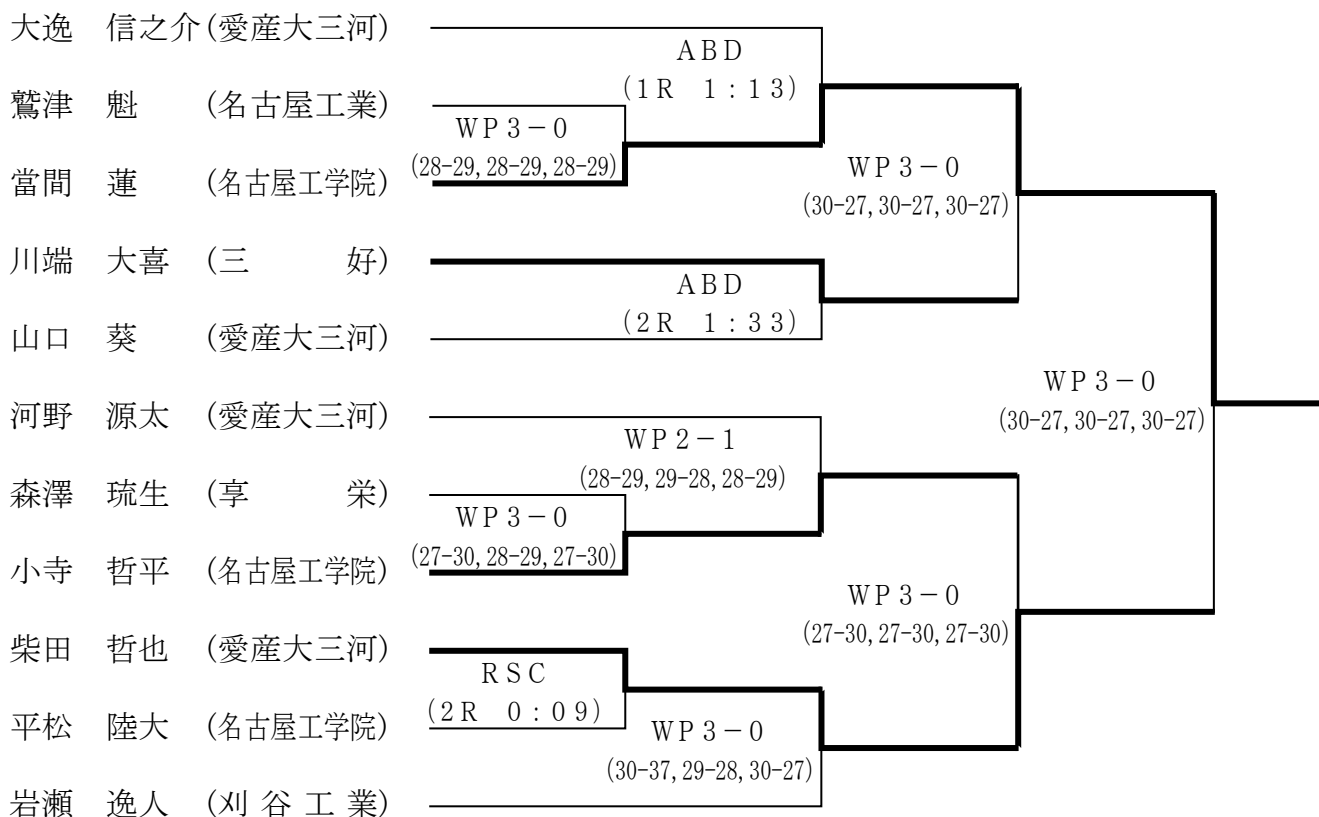 大逸 信之介(愛産大三河)
ABD
(1R 1:13)
鷲津 魁 (名古屋工業)
WP3-0
(28-29,28-29,28-29)
當間 蓮 (名古屋工学院)
WP3-0
(30-27,30-27,30-27)
川端 大喜 (三 好)
ABD
(2R 1:33)
山口 葵 (愛産大三河)
WP3-0
(30-27,30-27,30-27)
河野 源太 (愛産大三河)
WP2-1
(28-29,29-28,28-29)
森澤 琉生 (享 栄)
WP3-0
(27-30,28-29,27-30)
小寺 哲平 (名古屋工学院)
WP3-0
(27-30,27-30,27-30)
柴田 哲也 (愛産大三河)
RSC
(2R 0:09)
平松 陸大 (名古屋工学院)
WP3-0
(30-37,29-28,30-27)
岩瀬 逸人 (刈谷工業)